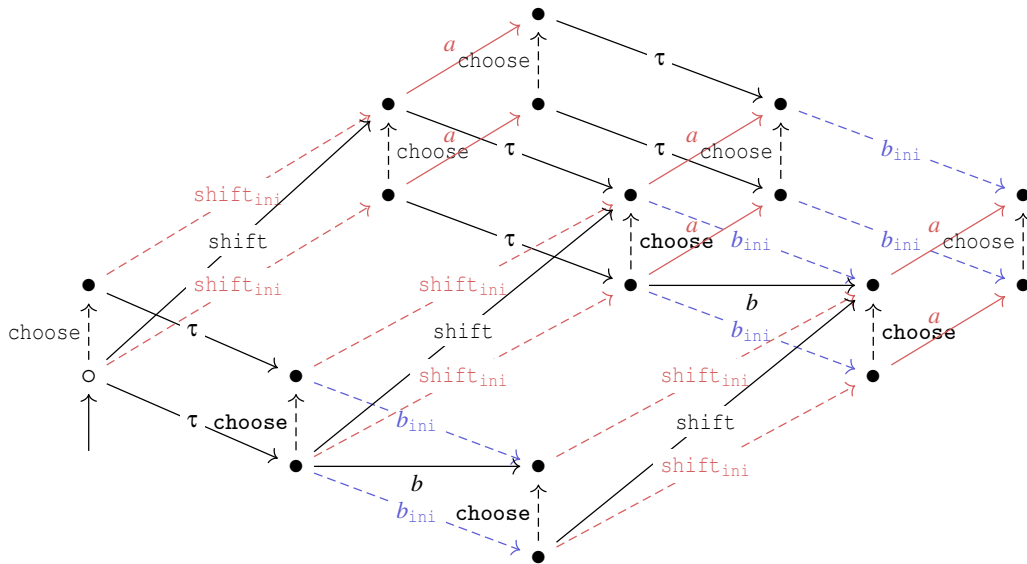 a
choose τ
a
choose τ a choose b_ini
shift_ini
τ a choose b_ini a choose
shift
shift_ini τ choose b_ini
shift_ini b a
choose τ shift choose
shift_ini shift_ini
τ choose b_ini shift
b shift_ini
choose b_ini